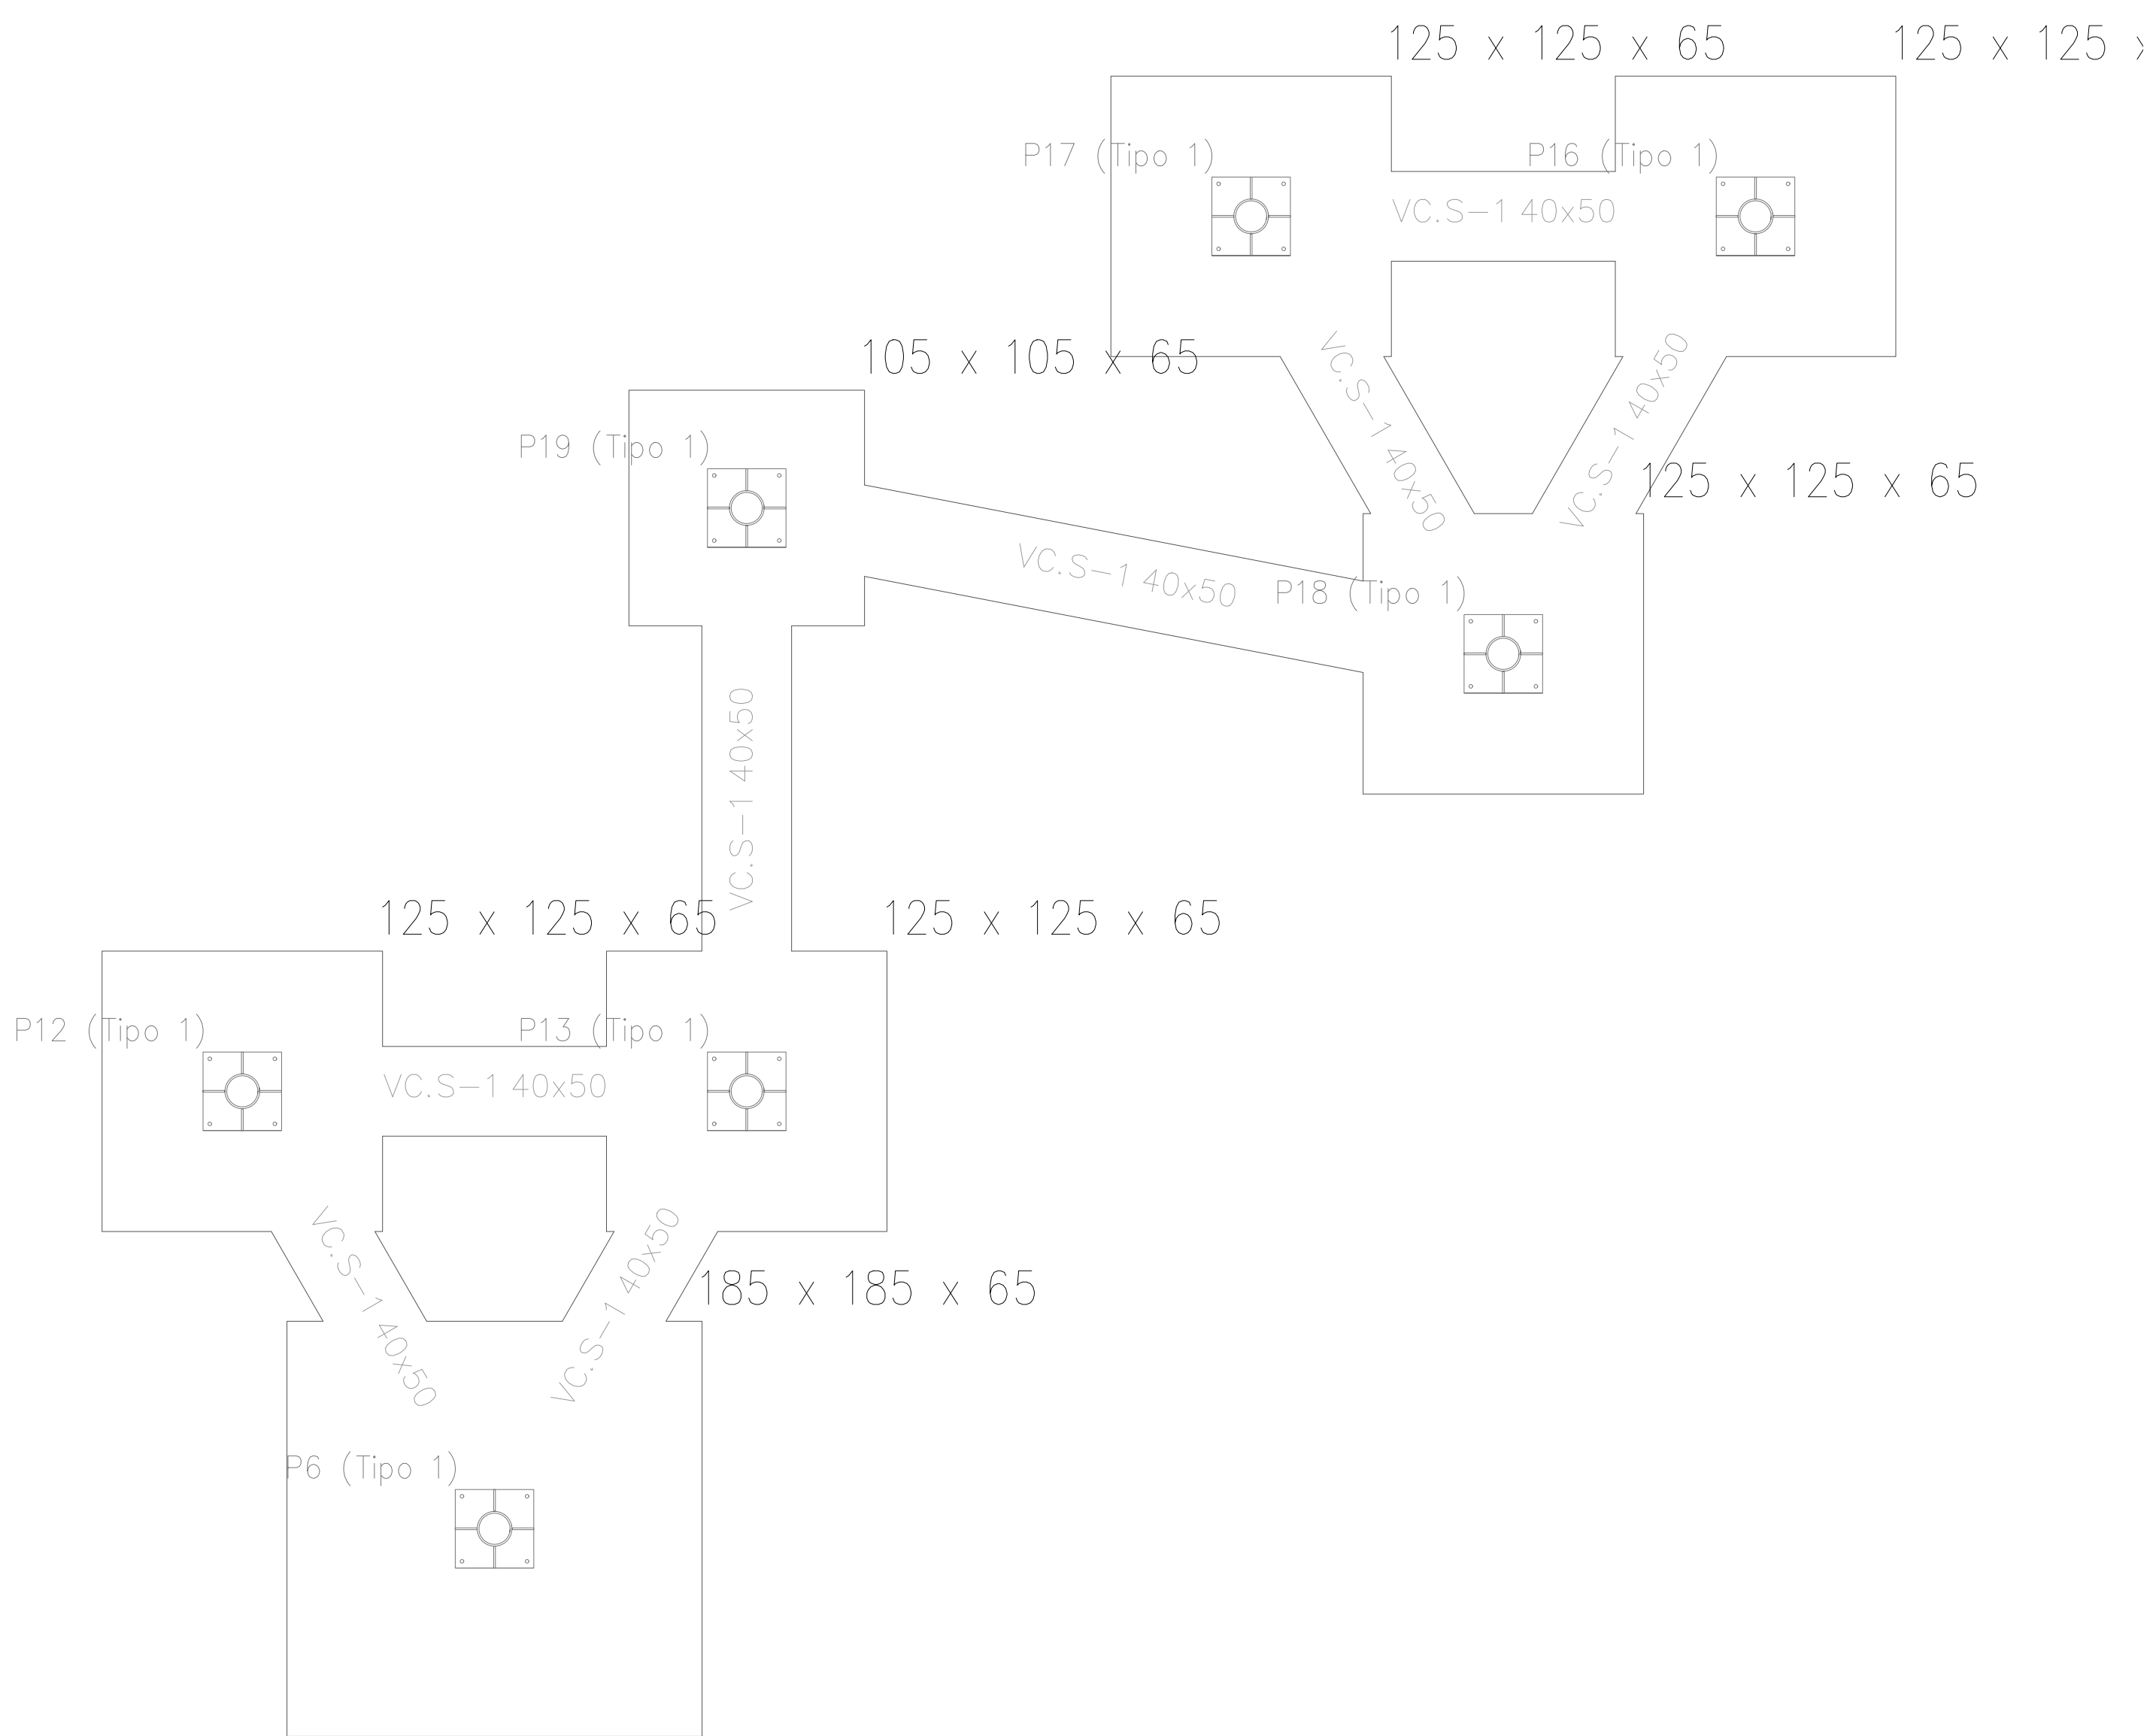 125 x 125 x 65
125 x 125 x
P17 (Tipo 1)
P16 (Tipo 1)
VC.S-1 40x50
105 x 105 x 65
VC.S-1 40x50
VC.S-1 40x50
P19 (Tipo 1)
125 x 125 x 65
VC.S-1 40x50
P18 (Tipo 1)
VC.S-1 40x50
125 x 125 x 65
125 x 125 x 65
P12 (Tipo 1)
P13 (Tipo 1)
VC.S-1 40x50
VC.S-1 40x50
VC.S-1 40x50
185 x 185 x 65
P6 (Tipo 1)